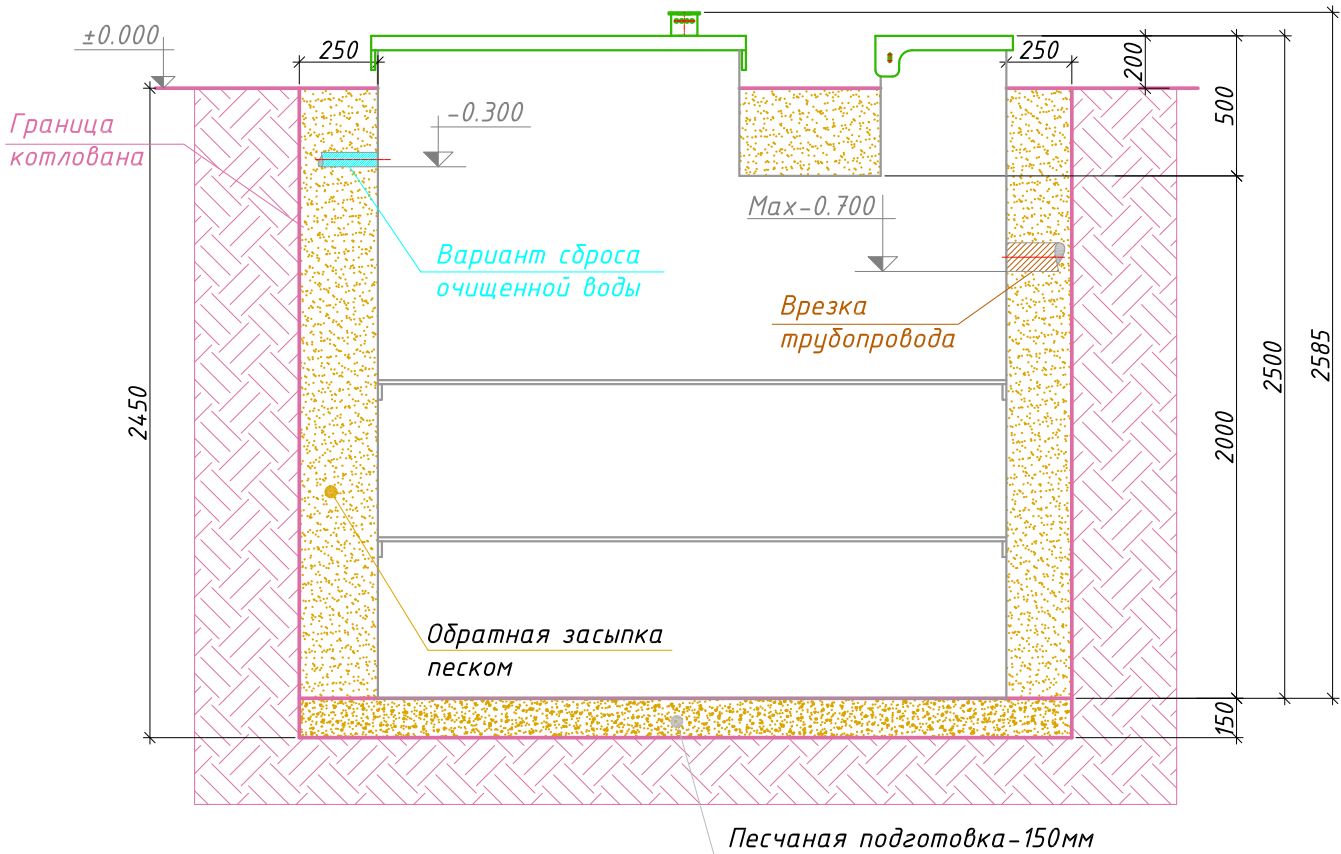 ±0.000
250
250
200
500
Граница
котлована
-0.300
Max-0.700
Вариант сброса
очищенной воды
Врезка
трубопровода
2450
2000
2500
2585
Обратная засыпка
песком
150
Песчаная подготовка-150мм